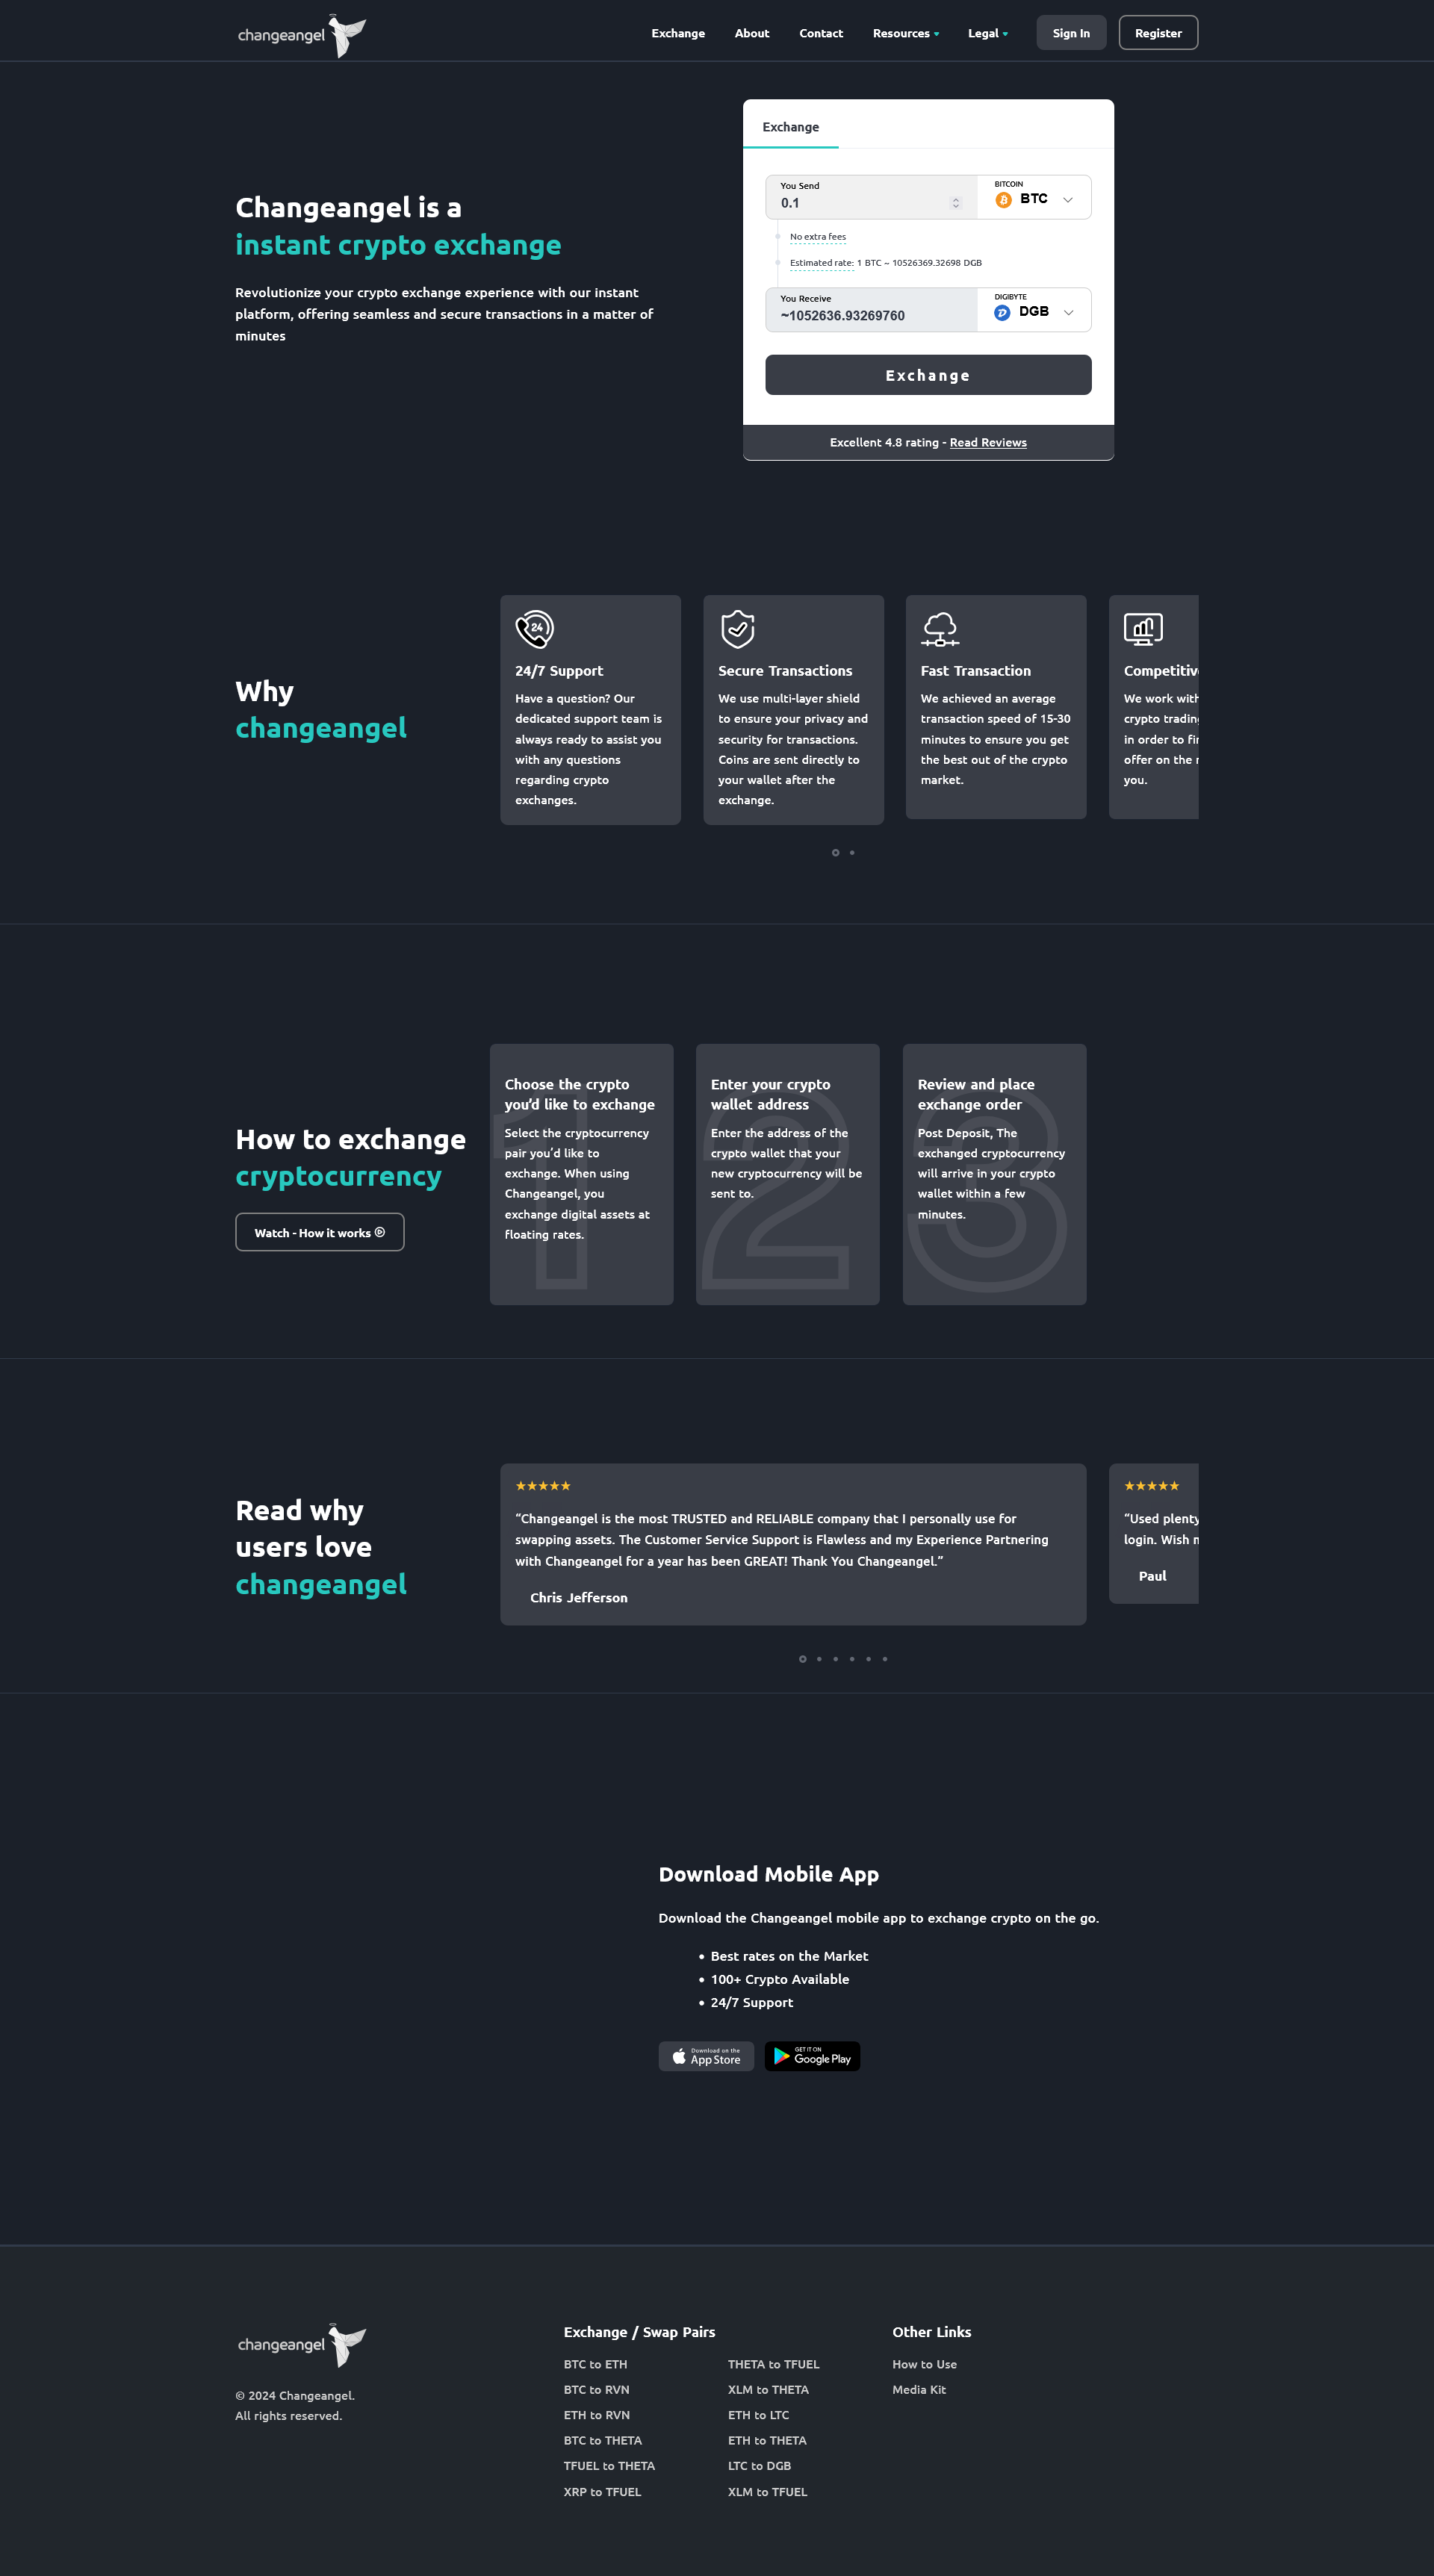 changeangel
Exchange
About
Contact
Resources
Legal
Sign In
Register
Changeangel is a
instant crypto exchange
Revolutionize your crypto exchange experience with our instant
platform, offering seamless and secure transactions in a matter of
minutes
Exchange
You Send
0.1
BITCOIN
BTC
No extra fees
Estimated rate: 1 BTC ~ 10526369.32698 DGB
You Receive
~1052636.93269760
DIGIBYTE
DGB
Exchange
Excellent 4.8 rating - Read Reviews
Why
changeangel
24
24/7 Support
Have a question? Our
dedicated support team is
always ready to assist you
with any questions
regarding crypto
exchanges.
Secure Transactions
We use multi-layer shield
to ensure your privacy and
security for transactions.
Coins are sent directly to
your wallet after the
exchange.
Fast Transaction
We achieved an average
transaction speed of 15-30
minutes to ensure you get
the best out of the crypto
market.
Competitive
We work with
crypto trading
in order to
offer on the
you.
How to exchange
cryptocurrency
Watch - How it works
1
Choose the crypto
you’d like to exchange
Select the cryptocurrency
pair you’d like to
exchange. When using
Changeangel, you
exchange digital assets at
floating rates.
2
Enter your crypto
wallet address
Enter the address of the
crypto wallet that your
new cryptocurrency will be
sent to.
3
Review and place
exchange order
Post Deposit, The
exchanged cryptocurrency
will arrive in your crypto
wallet within a few
minutes.
Read why
users love
changeangel
“Changeangel is the most TRUSTED and RELIABLE company that I personally use for
swapping assets. The Customer Service Support is Flawless and my Experience Partnering
with Changeangel for a year has been GREAT! Thank You Changeangel.”
Chris Jefferson
“Used plenty
login. Wish
Paul
Download Mobile App
Download the Changeangel mobile app to exchange crypto on the go.
• Best rates on the Market
• 100+ Crypto Available
• 24/7 Support
Download on the
App Store
GET IT ON
Google Play
changeangel
© 2024 Changeangel.
All rights reserved.
Exchange / Swap Pairs
BTC to ETH
BTC to RVN
ETH to RVN
BTC to THETA
TFUEL to THETA
XRP to TFUEL
THETA to TFUEL
XLM to THETA
ETH to LTC
ETH to THETA
LTC to DGB
XLM to TFUEL
Other Links
How to Use
Media Kit